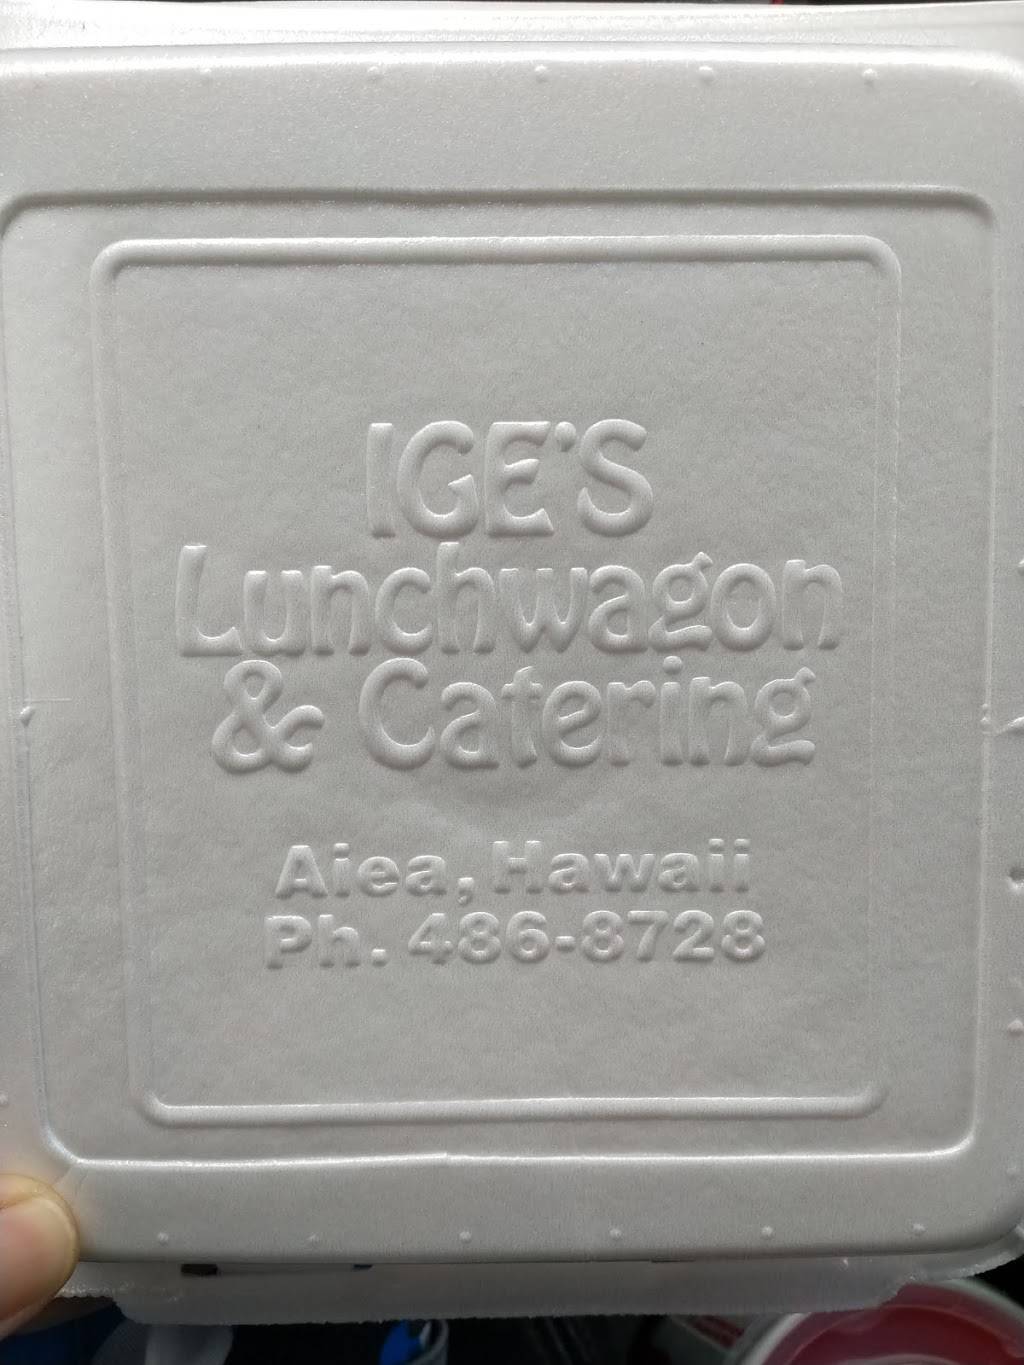 IGE'S
Lunchwagon
& Catering
Aiea, Hawaii
Ph. 486-8728